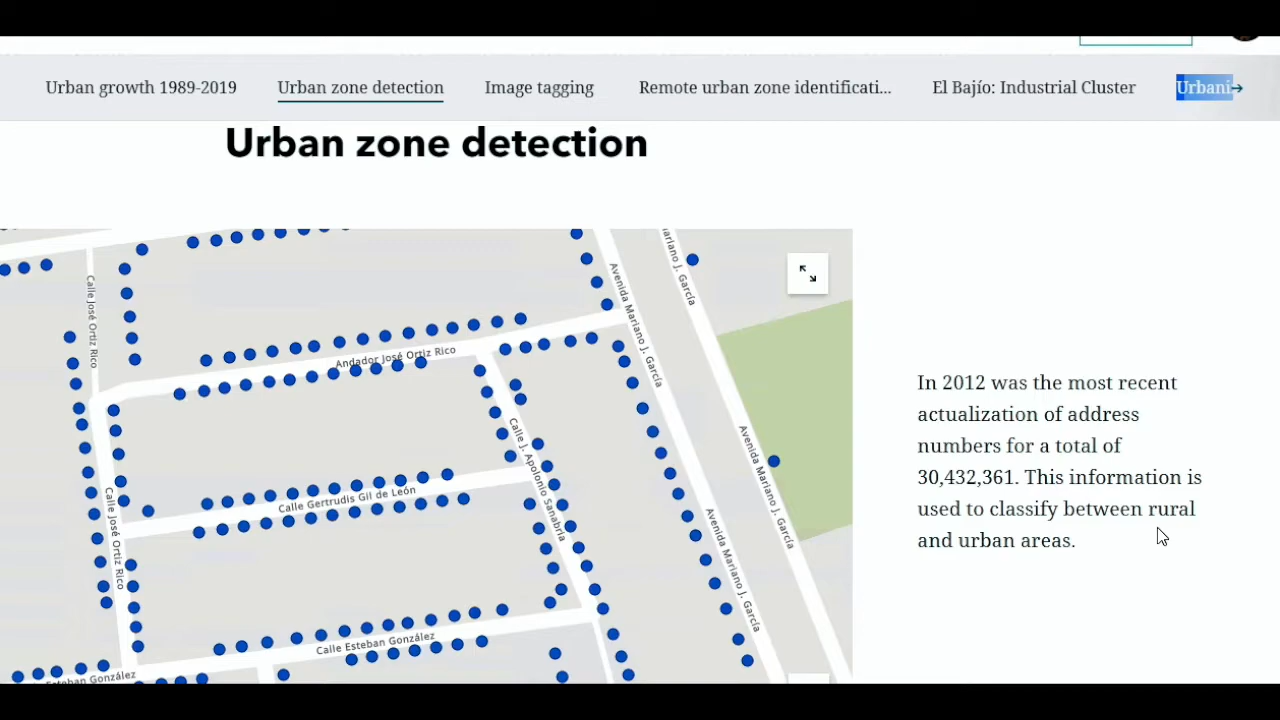 Urban growth 1989-2019
Urban zone detection
Image tagging
Remote urban zone identificati...
El Bajío: Industrial Cluster
Urbani
Urban zone detection
Mariano J. García
Avenida Mariano J. García
Calle José Ortiz Rico
Andador José Ortiz Rico
Calle J. Apolonio Sanabria
Avenida Mariano J. García
Calle Gertrudis Gil de León
Calle José Ortiz Rico
Avenida Mariano J. García
Calle Esteban González
Esteban González
In 2012 was the most recent
actualization of address
numbers for a total of
30,432,361. This information is
used to classify between rural
and urban areas.